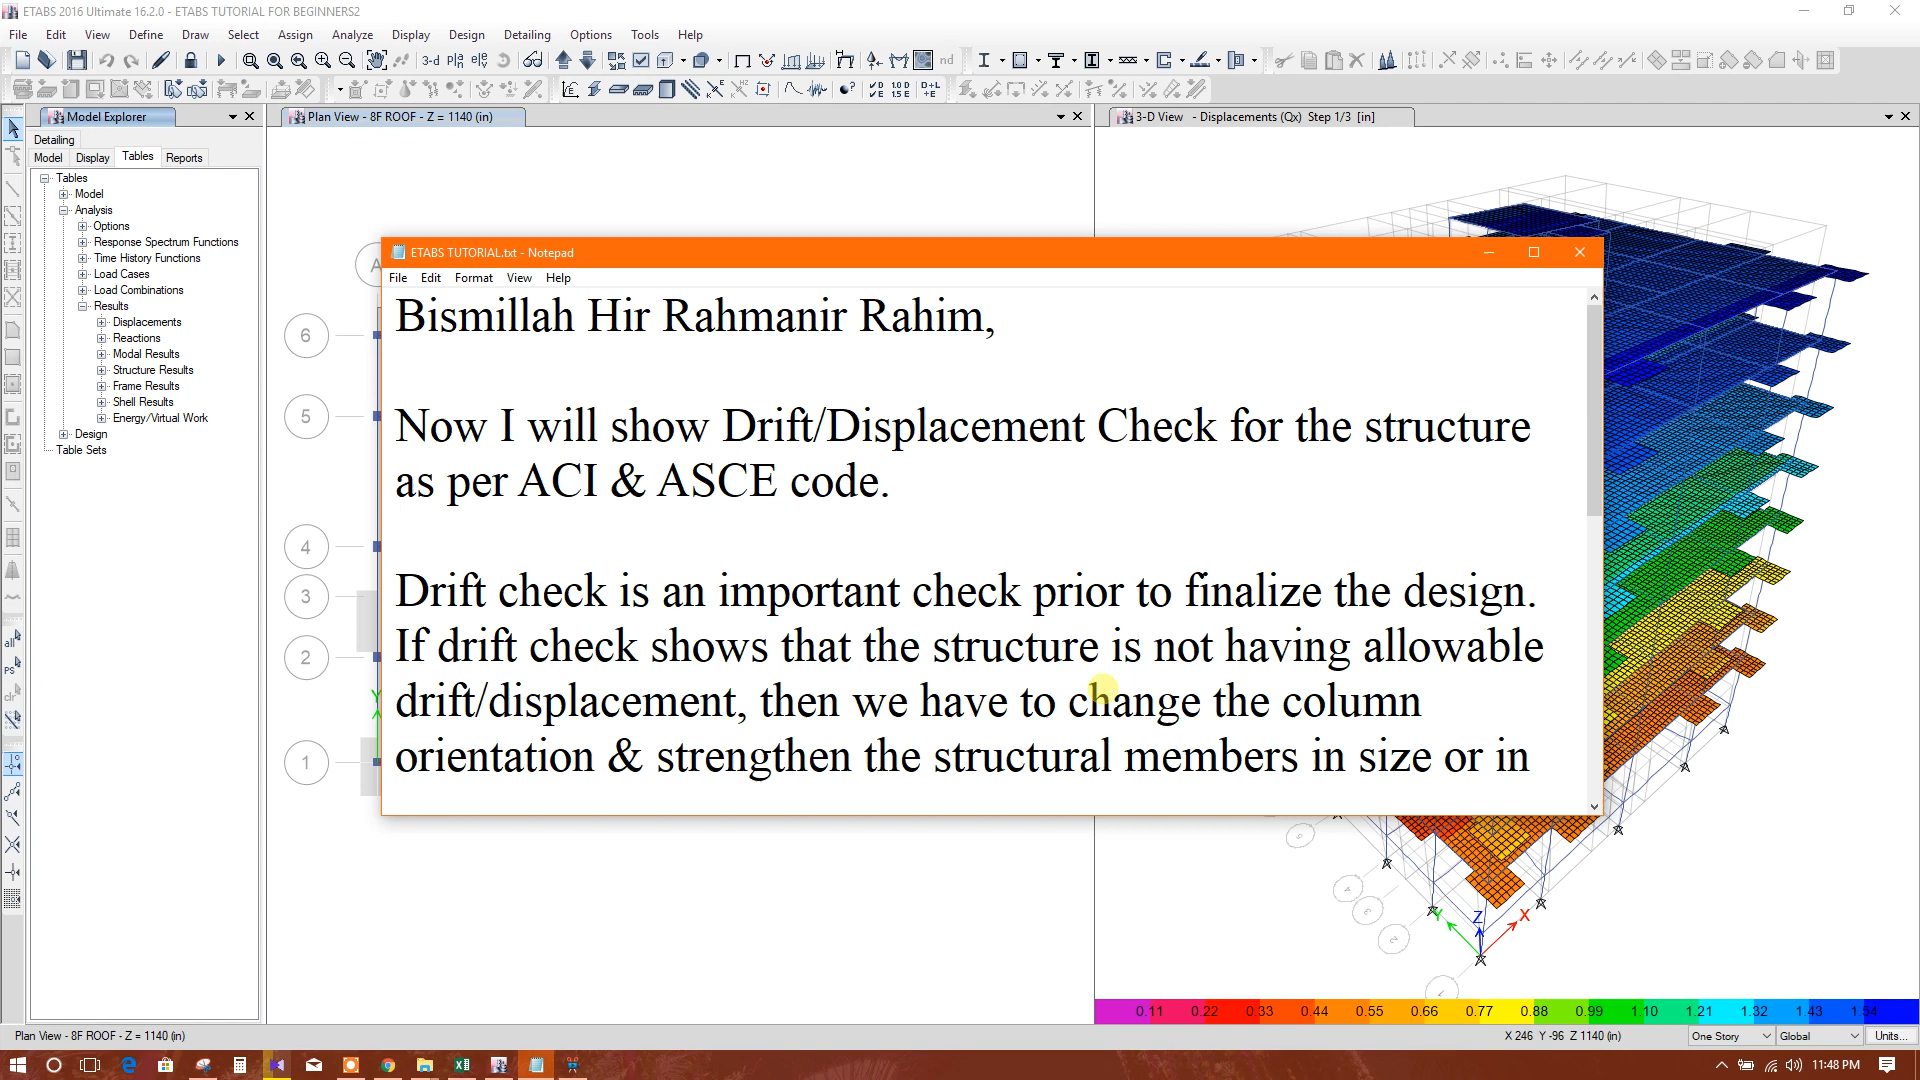 ETABS 2016 Ultimate 16.2.0 - ETABS TUTORIAL FOR BEGINNERS2
File Edit View Define Draw Select Assign Analyze Display Design Detailing Options Tools Help
3-d
nd
Model Explorer
Plan View - 8F ROOF - Z = 1140 (in)
3-D View - Displacements (Qx) Step 1/3 [in]
Detailing
Model Display Tables Reports
Tables
Model
Analysis
Options
Response Spectrum Functions
Time History Functions
Load Cases
Load Combinations
Results
Displacements
Reactions
Modal Results
Structure Results
Frame Results
Shell Results
Energy/Virtual Work
Design
Table Sets
A
6
5
4
3
2
1
Y
ETABS TUTORIAL.txt - Notepad
File Edit Format View Help
Bismillah Hir Rahmanir Rahim,
Now I will show Drift/Displacement Check for the structure
as per ACI & ASCE code.
Drift check is an important check prior to finalize the design.
If drift check shows that the structure is not having allowable
drift/displacement, then we have to change the column
orientation & strengthen the structural members in size or in
all
PS
clr
Y Z X
0.11 0.22 0.33 0.44 0.55 0.66 0.77 0.88 0.99 1.10 1.21 1.32 1.43 1.54
Plan View - 8F ROOF - Z = 1140 (in)
X 246 Y -96 Z 1140 (in)
One Story
Global
Units...
11:48 PM